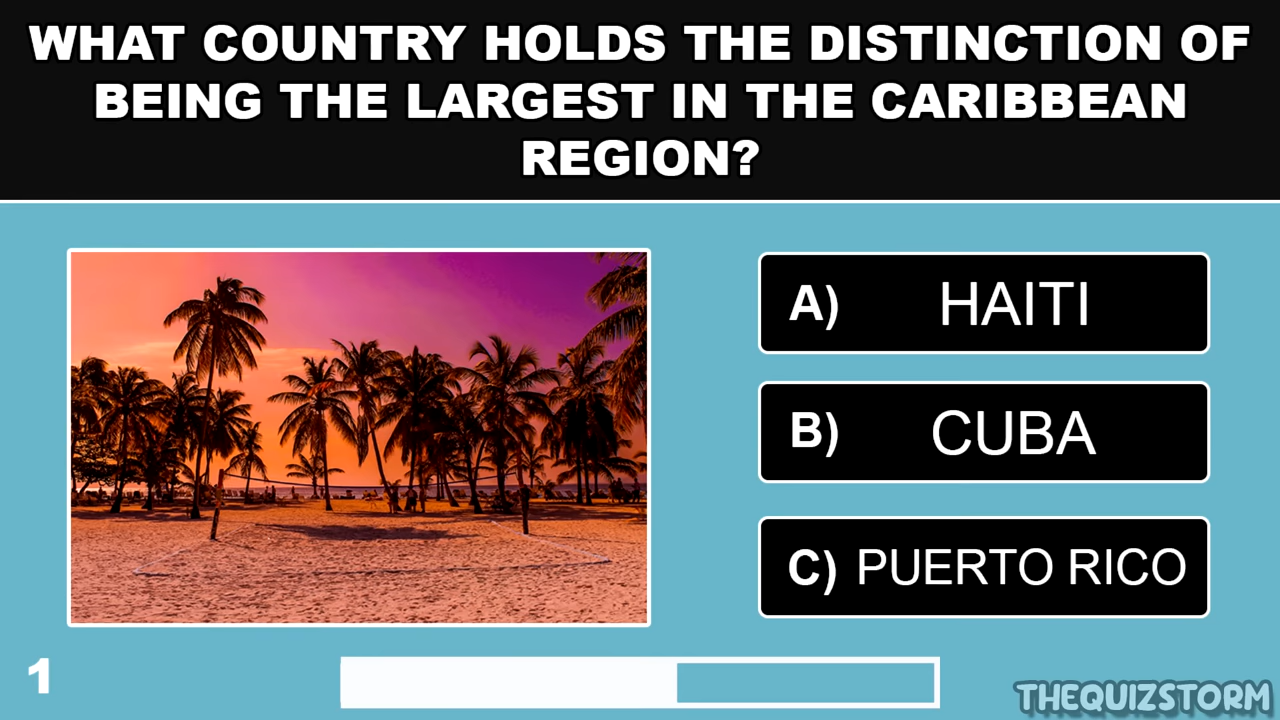 WHAT COUNTRY HOLDS THE DISTINCTION OF
BEING THE LARGEST IN THE CARIBBEAN
REGION?
A) HAITI
B) CUBA
C) PUERTO RICO
1
THEQUIZSTORM